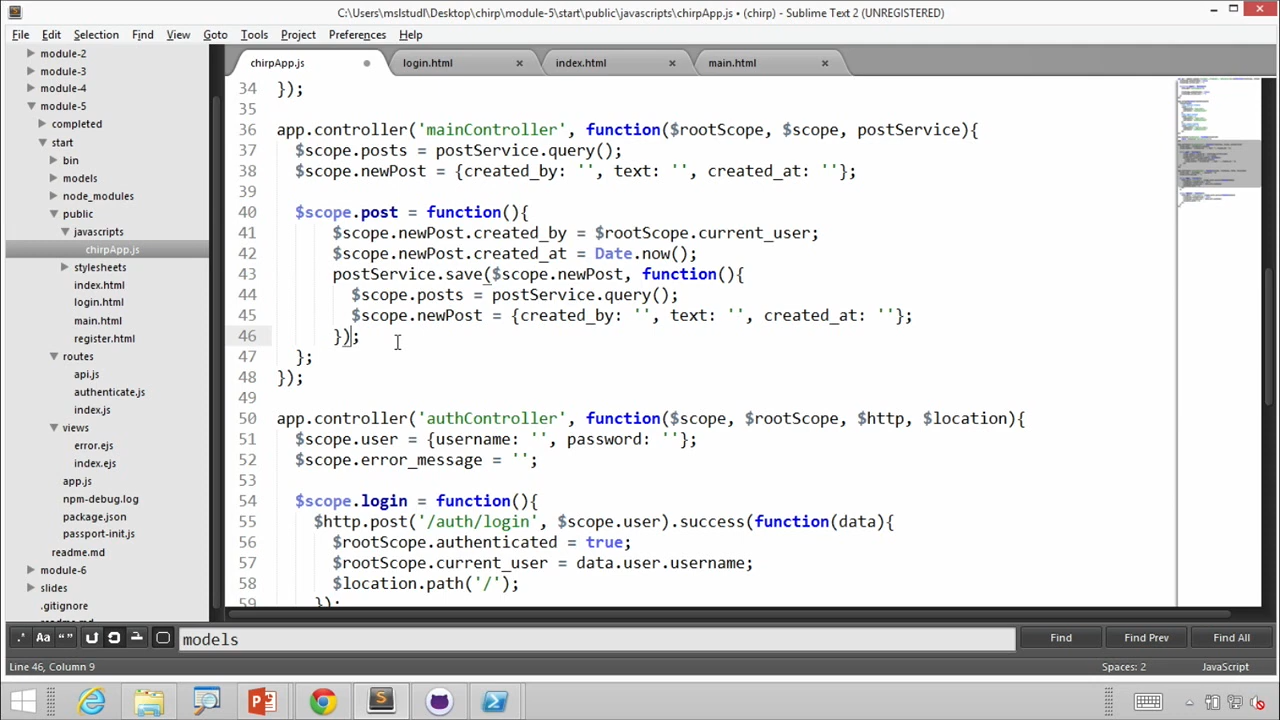 C:\Users\mslstudl\Desktop\chirp\module-5\start\public\javascripts\chirpApp.js • (chirp) - Sublime Text 2 (UNREGISTERED)
File Edit Selection Find View Goto Tools Project Preferences Help
module-2
module-3
module-4
module-5
completed
start
bin
models
node_modules
public
javascripts
chirpApp.js
stylesheets
index.html
login.html
main.html
register.html
routes
api.js
authenticate.js
index.js
views
error.ejs
index.ejs
app.js
npm-debug.log
package.json
passport-init.js
readme.md
module-6
slides
.gitignore
chirpApp.js login.html index.html main.html
34 });
35
36 app.controller('mainController', function($rootScope, $scope, postService){
37 $scope.posts = postService.query();
38 $scope.newPost = {created_by: '', text: '', created_at: ''};
39
40 $scope.post = function(){
41 $scope.newPost.created_by = $rootScope.current_user;
42 $scope.newPost.created_at = Date.now();
43 postService.save($scope.newPost, function(){
44 $scope.posts = postService.query();
45 $scope.newPost = {created_by: '', text: '', created_at: ''};
46 });
47 };
48 });
49
50 app.controller('authController', function($scope, $rootScope, $http, $location){
51 $scope.user = {username: '', password: ''};
52 $scope.error_message = '';
53
54 $scope.login = function(){
55 $http.post('/auth/login', $scope.user).success(function(data){
56 $rootScope.authenticated = true;
57 $rootScope.current_user = data.user.username;
58 $location.path('/');
59 });
.* Aa “ ” models Find Find Prev Find All
Line 46, Column 9 Spaces: 2 JavaScript